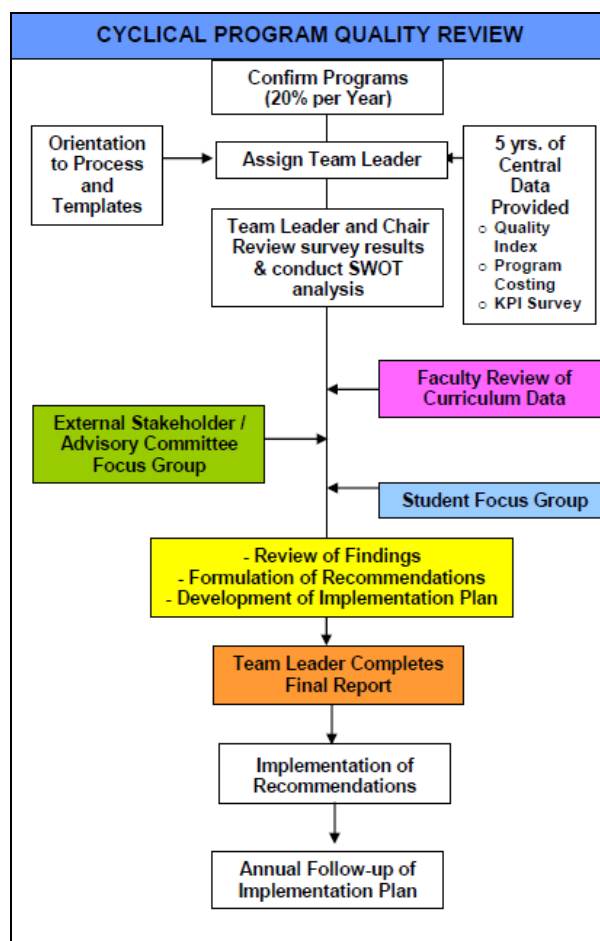 CYCLICAL PROGRAM QUALITY REVIEW
Confirm Programs
(20% per Year)
Orientation
to Process
and
Templates
Assign Team Leader
5 yrs. of
Central
Data
Provided
o Quality
Index
o Program
Costing
o KPI Survey
Team Leader and Chair
Review survey results
& conduct SWOT
analysis
Faculty Review of
Curriculum Data
External Stakeholder /
Advisory Committee
Focus Group
Student Focus Group
- Review of Findings
- Formulation of Recommendations
- Development of Implementation Plan
Team Leader Completes
Final Report
Implementation of
Recommendations
Annual Follow-up of
Implementation Plan